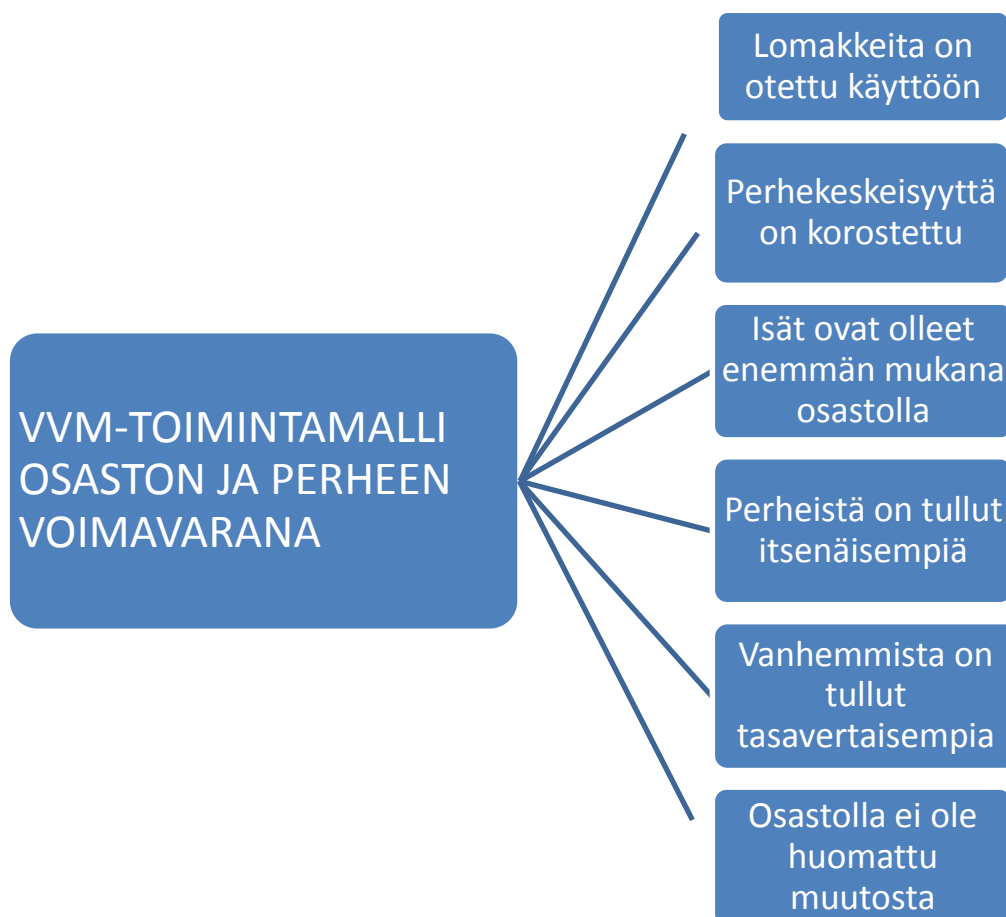 Lomakkeita on
otettu käyttöön
Perhekeskeisyyttä
on korostettu
Isät ovat olleet
enemmän mukana
osastolla
VVM-TOIMINTAMALLI
OSASTON JA PERHEEN
VOIMAVARANA
Perheistä on tullut
itsenäisempiä
Vanhemmista on
tullut
tasavertaisempia
Osastolla ei ole
huomattu
muutosta